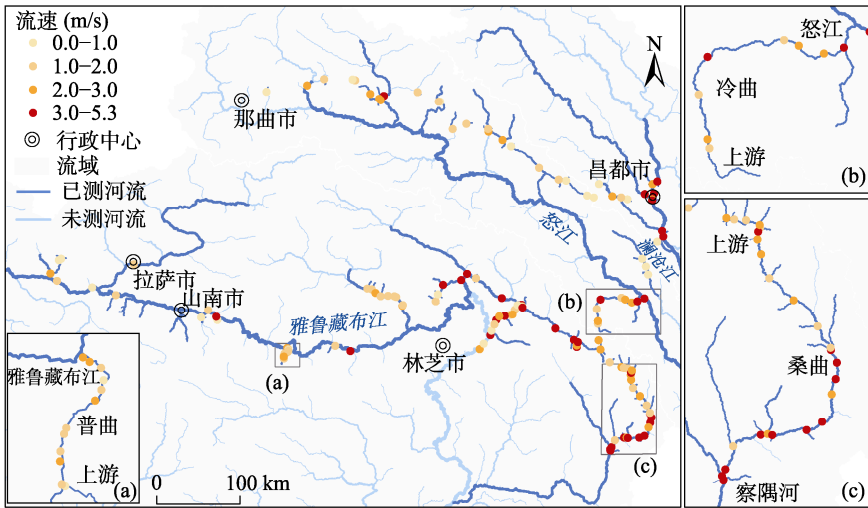 流速 (m/s)
0.0−1.0
1.0−2.0
2.0−3.0
3.0−5.3
行政中心
流域
已测河流
未测河流
N
那曲市
昌都市
怒江
澜沧江
拉萨市
山南市
雅鲁藏布江
林芝市
(a)
(b)
(c)
0 100 km
雅鲁藏布江
普曲
上游
(a)
怒江
冷曲
上游
(b)
上游
桑曲
察隅河
(c)